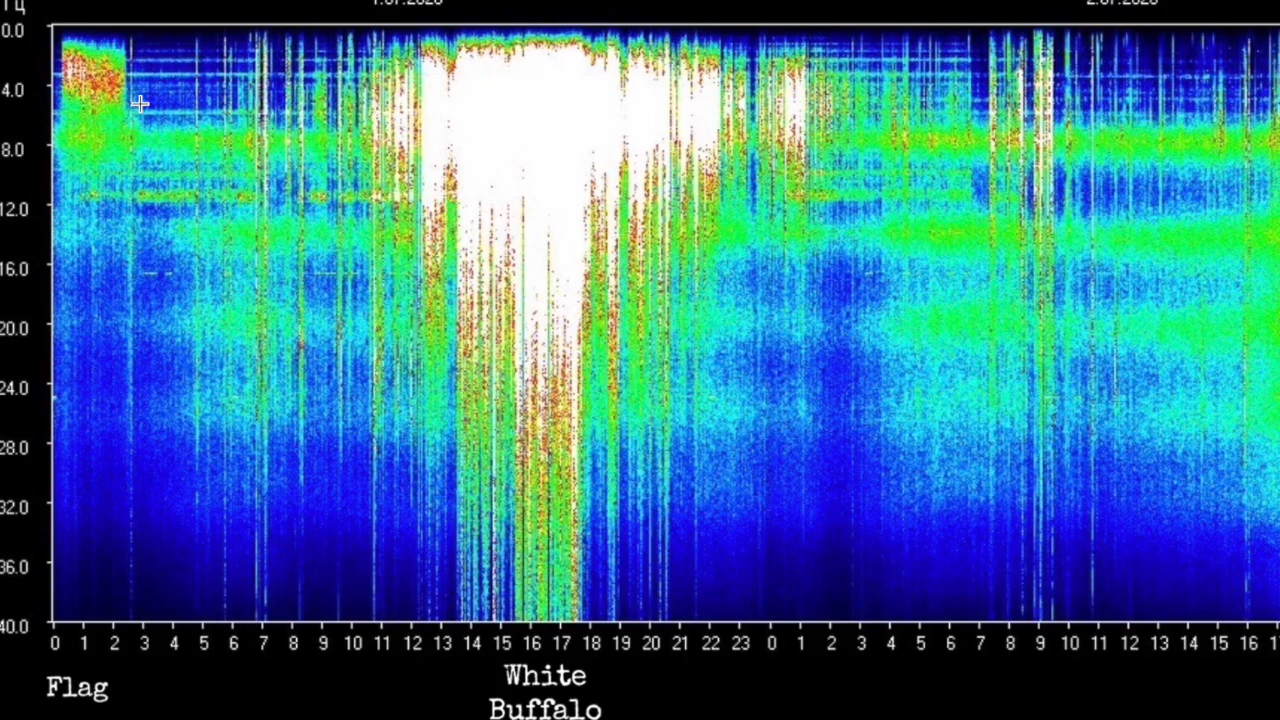 ГЦ
0.0
4.0
8.0
12.0
16.0
20.0
24.0
28.0
32.0
36.0
40.0
0 1 2 3 4 5 6 7 8 9 10 11 12 13 14 15 16 17 18 19 20 21 22 23 0 1 2 3 4 5 6 7 8 9 10 11 12 13 14 15 16
Flag
White
Buffalo